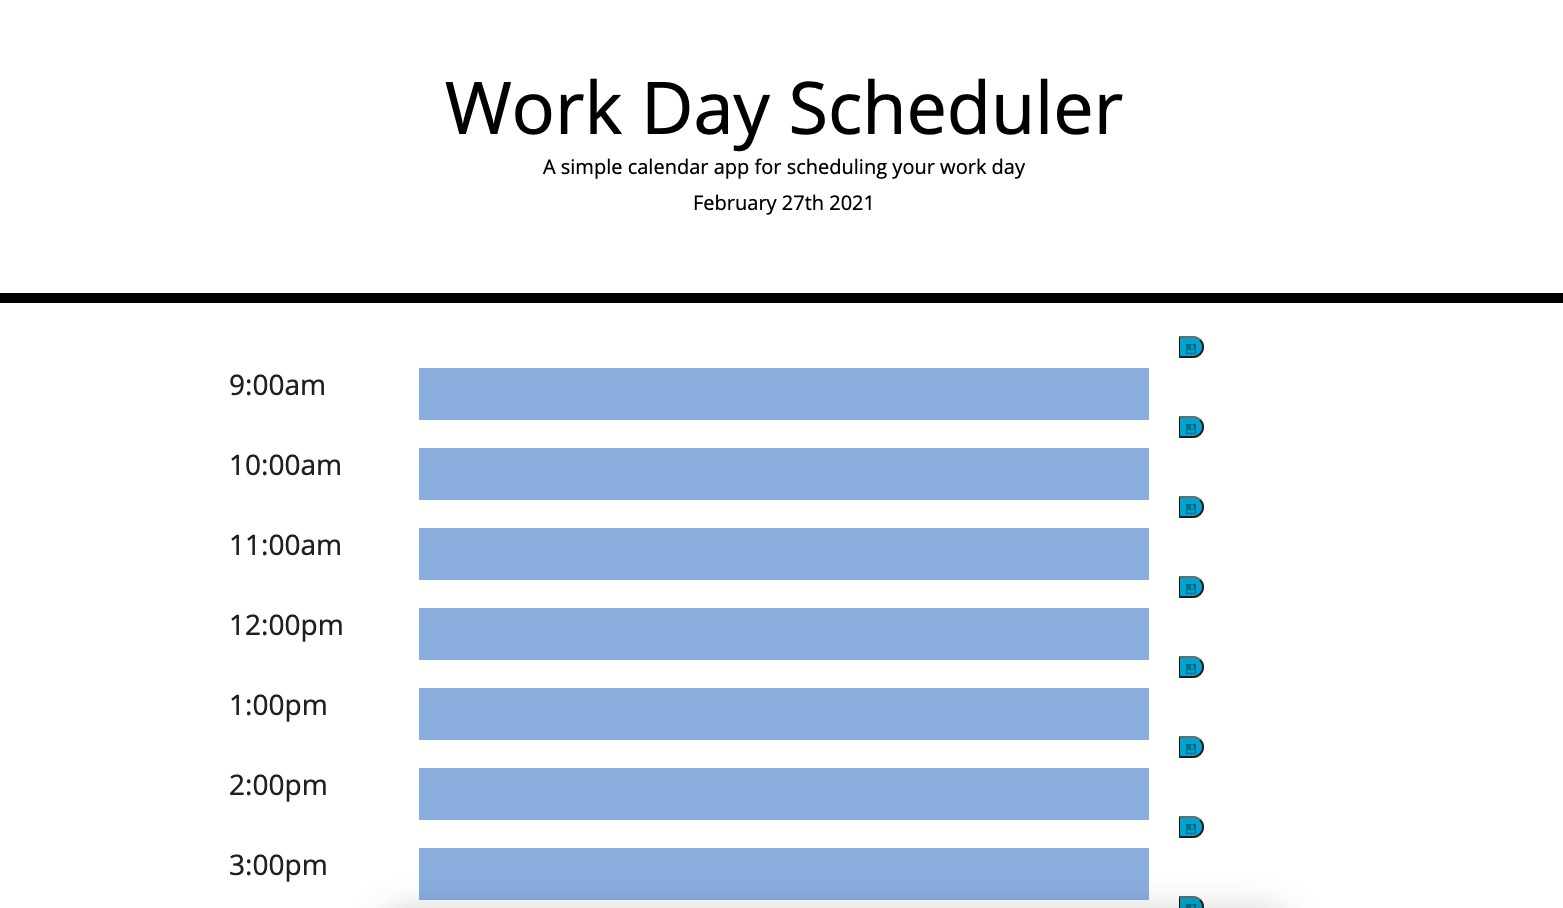 Work Day Scheduler
A simple calendar app for scheduling your work day
February 27th 2021
9:00am
10:00am
11:00am
12:00pm
1:00pm
2:00pm
3:00pm